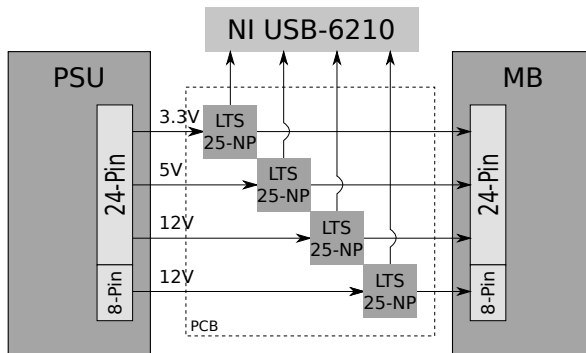 NI USB-6210
PSU
MB
3.3V
LTS
25-NP
24-Pin
5V
LTS
25-NP
24-Pin
12V
LTS
25-NP
12V
LTS
25-NP
8-Pin
8-Pin
PCB